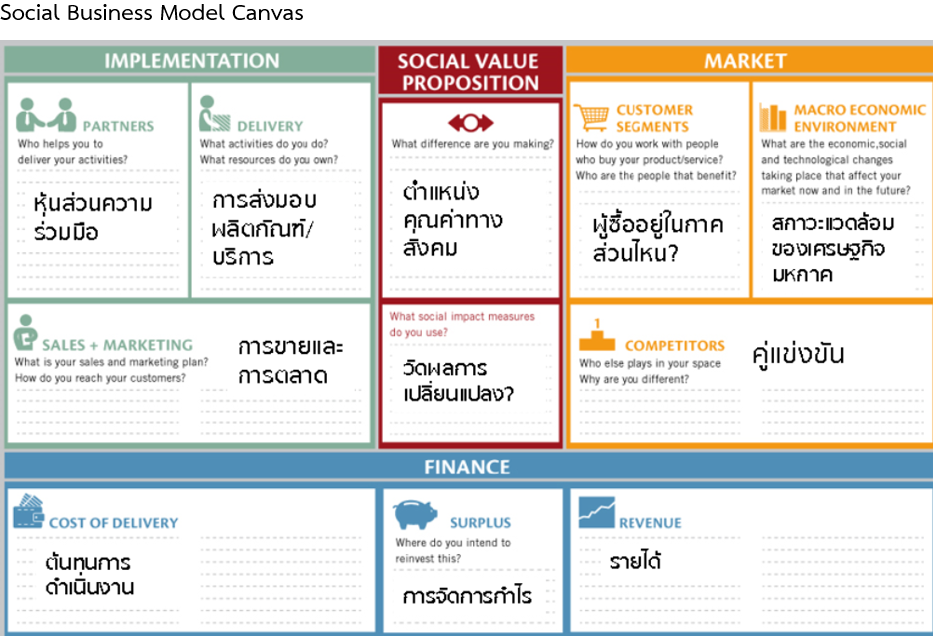 Social Business Model Canvas
IMPLEMENTATION
SOCIAL VALUE
PROPOSITION
MARKET
PARTNERS
Who helps you to
deliver your activities?
หุ้นส่วนความ
ร่วมมือ
DELIVERY
What activities do you do?
What resources do you own?
การส่งมอบ
ผลิตภัณฑ์/
บริการ
What difference are you making?
ตำแหน่ง
คุณค่าทาง
สังคม
CUSTOMER
SEGMENTS
How do you work with people
who buy your product/service?
Who are the people that benefit?
ผู้ซื้ออยู่ในภาค
ส่วนไหน?
MACRO ECONOMIC
ENVIRONMENT
What are the economic,social
and technological changes
taking place that affect your
market now and in the future?
สภาวะแวดล้อม
ของเศรษฐกิจ
มหภาค
SALES + MARKETING
What is your sales and marketing plan?
How do you reach your customers?
การขายและ
การตลาด
What social impact measures
do you use?
วัดผลการ
เปลี่ยนแปลง?
1
COMPETITORS
Who else plays in your space
Why are you different?
คู่แข่งขัน
FINANCE
COST OF DELIVERY
ต้นทุนการ
ดำเนิ่นงาน
SURPLUS
Where do you intend to
reinvest this?
การจัดการกำไร
REVENUE
รายได้